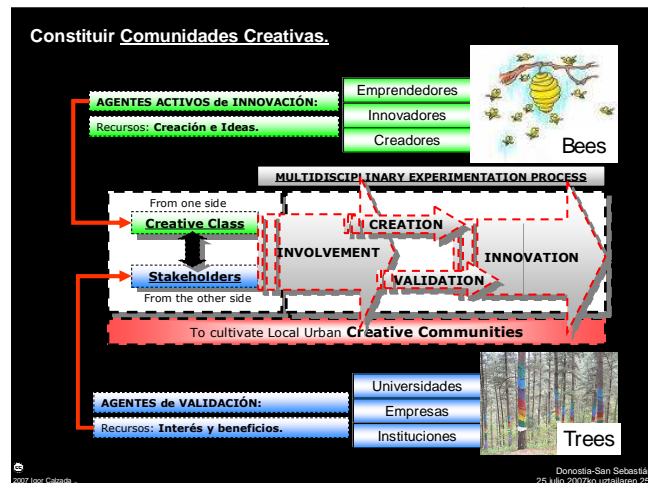 Constituir Comunidades Creativas.
AGENTES ACTIVOS de INNOVACIÓN:
Recursos: Creación e Ideas.
Emprendedores
Innovadores
Creadores
Bees
MULTIDISCIPLINARY EXPERIMENTATION PROCESS
From one side
Creative Class
Stakeholders
From the other side
INVOLVEMENT
CREATION
VALIDATION
INNOVATION
To cultivate Local Urban Creative Communities
AGENTES de VALIDACIÓN:
Recursos: Interés y beneficios.
Universidades
Empresas
Instituciones
Trees
2007 Igor Calzada
Donostia-San Sebastiá
25 julio 2007ko uztailaren 25